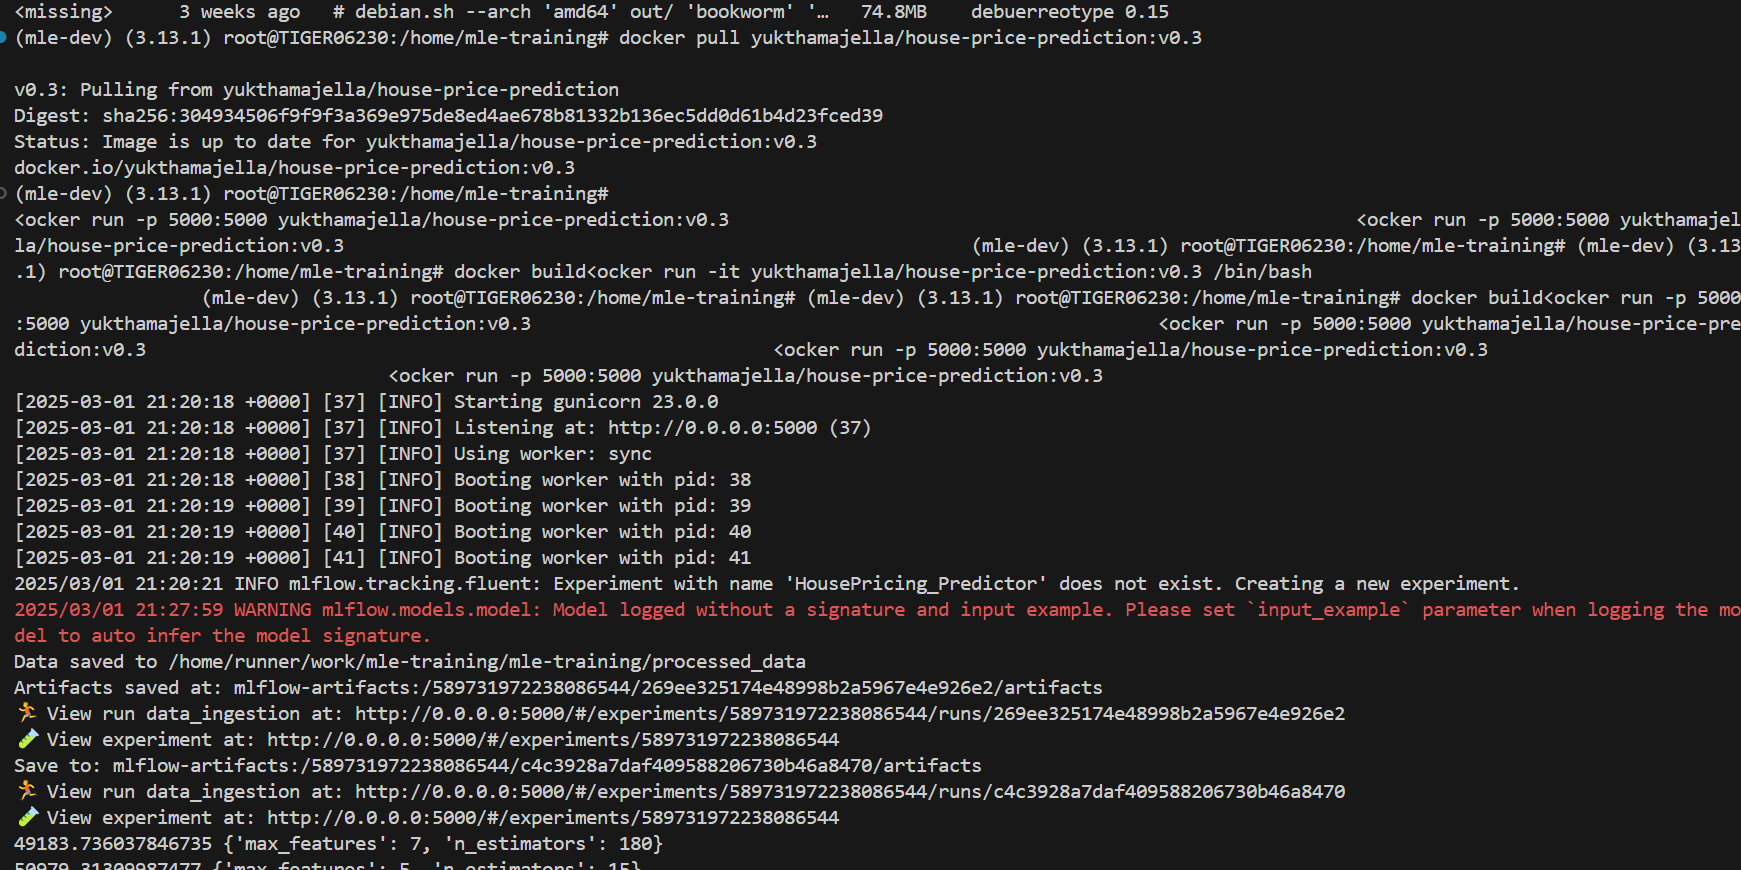 <missing>      3 weeks ago   # debian.sh --arch 'amd64' out/ 'bookworm' '…   74.8MB    debuerreotype 0.15
(mle-dev) (3.13.1) root@TIGER06230:/home/mle-training# docker pull yukthamajella/house-price-prediction:v0.3
v0.3: Pulling from yukthamajella/house-price-prediction
Digest: sha256:304934506f9f9f3a369e975de8ed4ae678b81332b136ec5dd0d61b4d23fced39
Status: Image is up to date for yukthamajella/house-price-prediction:v0.3
docker.io/yukthamajella/house-price-prediction:v0.3
(mle-dev) (3.13.1) root@TIGER06230:/home/mle-training#
<ocker run -p 5000:5000 yukthamajella/house-price-prediction:v0.3 <ocker run -p 5000:5000 yukthamajel
la/house-price-prediction:v0.3 (mle-dev) (3.13.1) root@TIGER06230:/home/mle-training# (mle-dev) (3.13
.1) root@TIGER06230:/home/mle-training# docker build<ocker run -it yukthamajella/house-price-prediction:v0.3 /bin/bash
(mle-dev) (3.13.1) root@TIGER06230:/home/mle-training# (mle-dev) (3.13.1) root@TIGER06230:/home/mle-training# docker build<ocker run -p 5000
:5000 yukthamajella/house-price-prediction:v0.3 <ocker run -p 5000:5000 yukthamajella/house-price-pre
diction:v0.3 <ocker run -p 5000:5000 yukthamajella/house-price-prediction:v0.3
<ocker run -p 5000:5000 yukthamajella/house-price-prediction:v0.3
[2025-03-01 21:20:18 +0000] [37] [INFO] Starting gunicorn 23.0.0
[2025-03-01 21:20:18 +0000] [37] [INFO] Listening at: http://0.0.0.0:5000 (37)
[2025-03-01 21:20:18 +0000] [37] [INFO] Using worker: sync
[2025-03-01 21:20:18 +0000] [38] [INFO] Booting worker with pid: 38
[2025-03-01 21:20:19 +0000] [39] [INFO] Booting worker with pid: 39
[2025-03-01 21:20:19 +0000] [40] [INFO] Booting worker with pid: 40
[2025-03-01 21:20:19 +0000] [41] [INFO] Booting worker with pid: 41
2025/03/01 21:20:21 INFO mlflow.tracking.fluent: Experiment with name 'HousePricing_Predictor' does not exist. Creating a new experiment.
2025/03/01 21:27:59 WARNING mlflow.models.model: Model logged without a signature and input example. Please set `input_example` parameter when logging the mo
del to auto infer the model signature.
Data saved to /home/runner/work/mle-training/mle-training/processed_data
Artifacts saved at: mlflow-artifacts:/589731972238086544/269ee325174e48998b2a5967e4e926e2/artifacts
🏃 View run data_ingestion at: http://0.0.0.0:5000/#/experiments/589731972238086544/runs/269ee325174e48998b2a5967e4e926e2
🧪 View experiment at: http://0.0.0.0:5000/#/experiments/589731972238086544
Save to: mlflow-artifacts:/589731972238086544/c4c3928a7daf409588206730b46a8470/artifacts
🏃 View run data_ingestion at: http://0.0.0.0:5000/#/experiments/589731972238086544/runs/c4c3928a7daf409588206730b46a8470
🧪 View experiment at: http://0.0.0.0:5000/#/experiments/589731972238086544
49183.736037846735 {'max_features': 7, 'n_estimators': 180}
50979.31309987477 {'max_features': 5, 'n_estimators': 15}